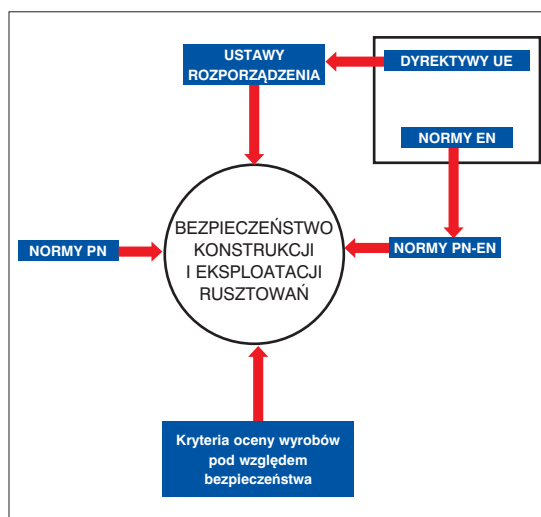 USTAWY
ROZPORZĄDZENIA
DYREKTYWY UE
NORMY EN
BEZPIECZEŃSTWO
KONSTRUKCJI
I EKSPLOATACJI
RUSZTOWAŃ
NORMY PN
NORMY PN-EN
Kryteria oceny wyrobów
pod względem
bezpieczeństwa